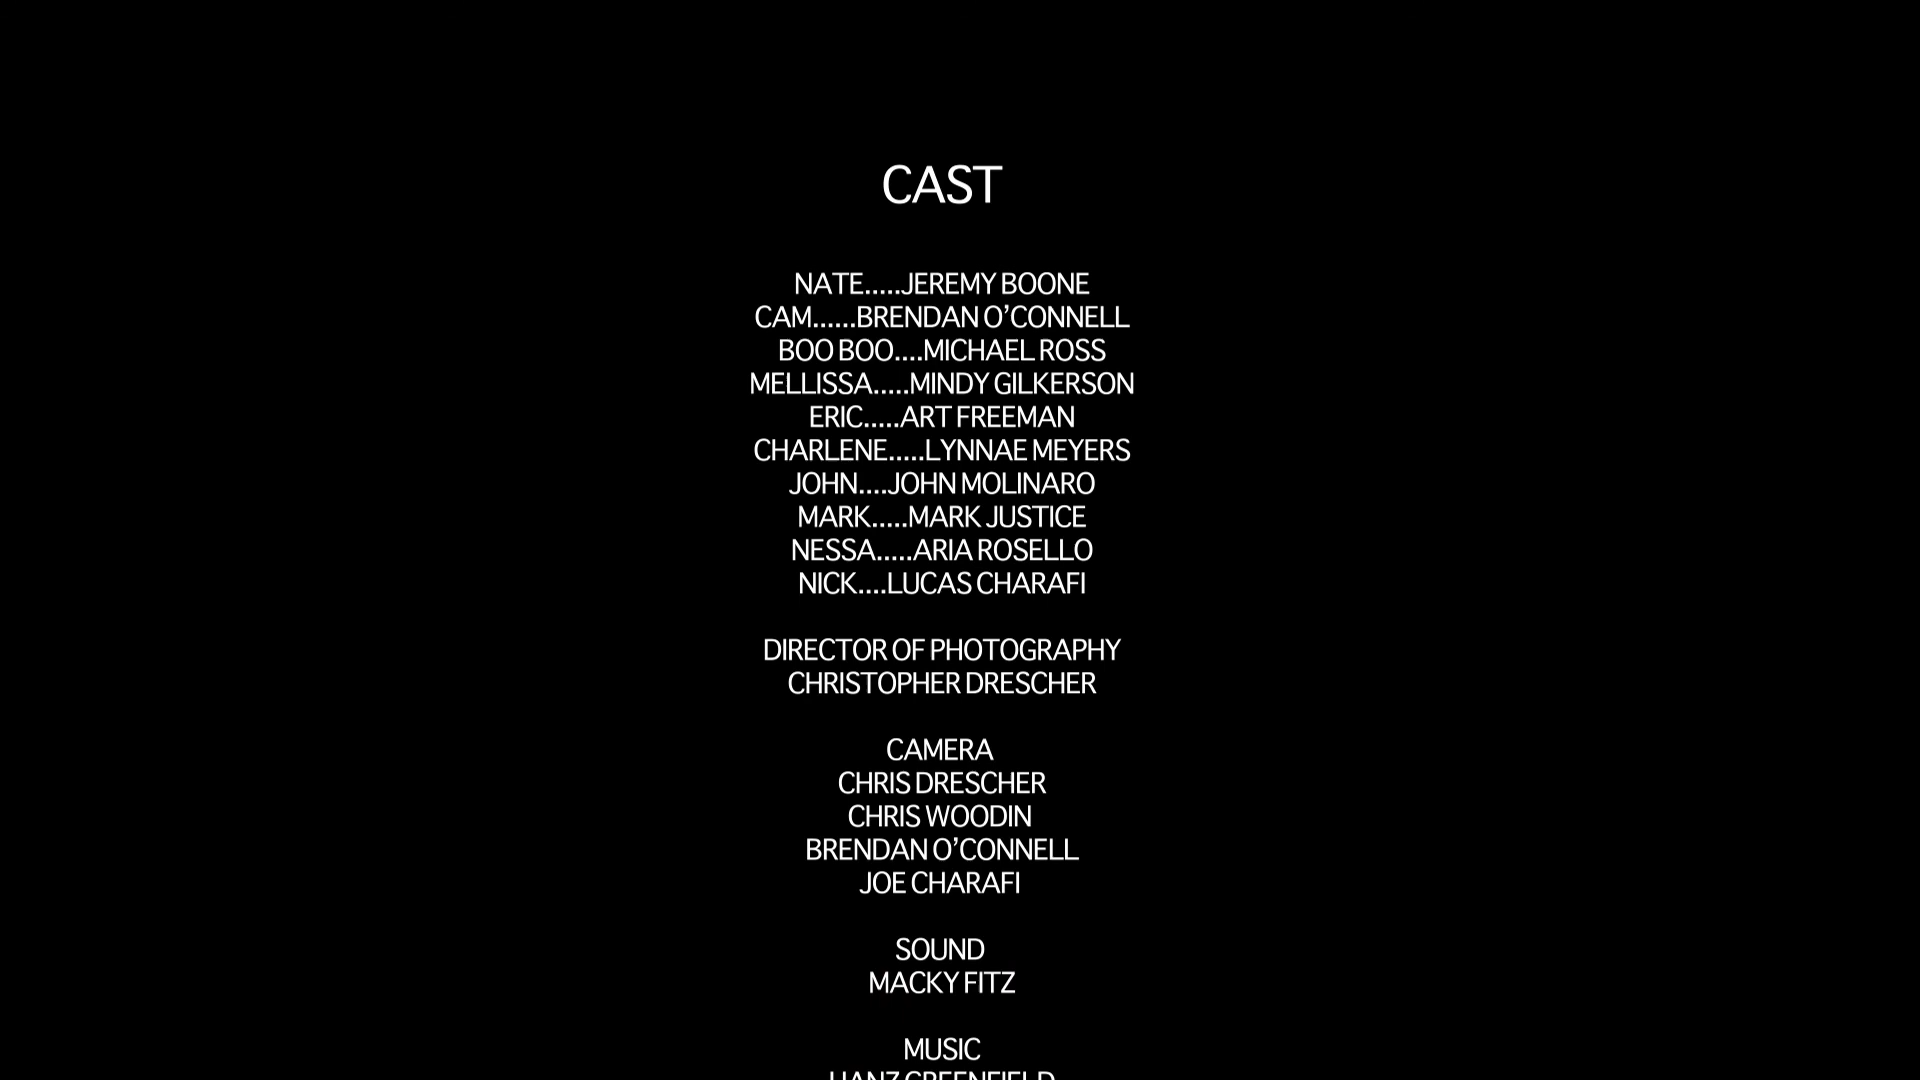 CAST
NATE.....JEREMY BOONE
CAM......BRENDAN O’CONNELL
BOO BOO....MICHAEL ROSS
MELLISSA.....MINDY GILKERSON
ERIC.....ART FREEMAN
CHARLENE.....LYNNAE MEYERS
JOHN....JOHN MOLINARO
MARK.....MARK JUSTICE
NESSA.....ARIA ROSELLO
NICK....LUCAS CHARAFI
DIRECTOR OF PHOTOGRAPHY
CHRISTOPHER DRESCHER
CAMERA
CHRIS DRESCHER
CHRIS WOODIN
BRENDAN O’CONNELL
JOE CHARAFI
SOUND
MACKY FITZ
MUSIC
HANZ GREENFIELD